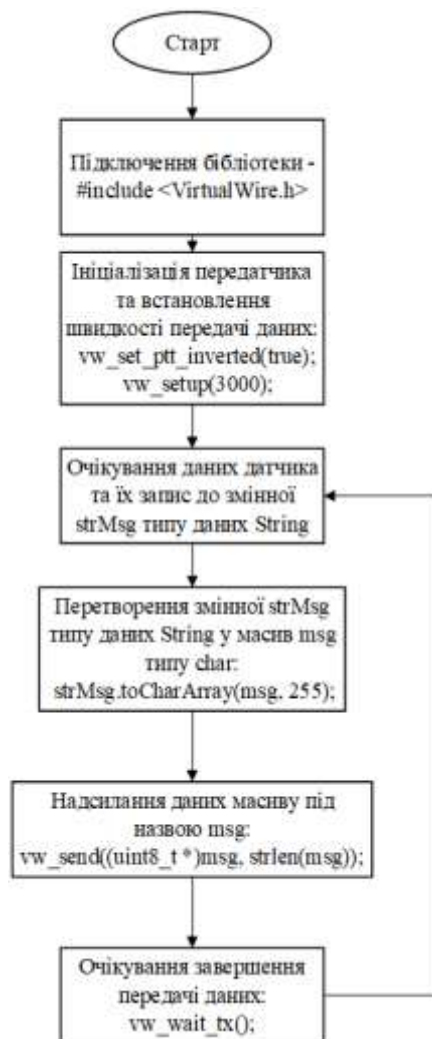 Старт
Підключення бібліотеки -
#include <VirtualWire.h>
Ініціалізація передатчика
та встановлення
швидкості передачі даних:
vw_set_ptt_inverted(true);
vw_setup(3000);
Очікування даних датчика
та їх запис до змінної
strMsg типу даних String
Перетворення змінної strMsg
типу даних String у масив msg
типу char:
strMsg.toCharArray(msg, 255);
Надсилання даних масиву під
назвою msg:
vw_send((uint8_t *)msg, strlen(msg));
Очікування завершення
передачі даних:
vw_wait_tx();